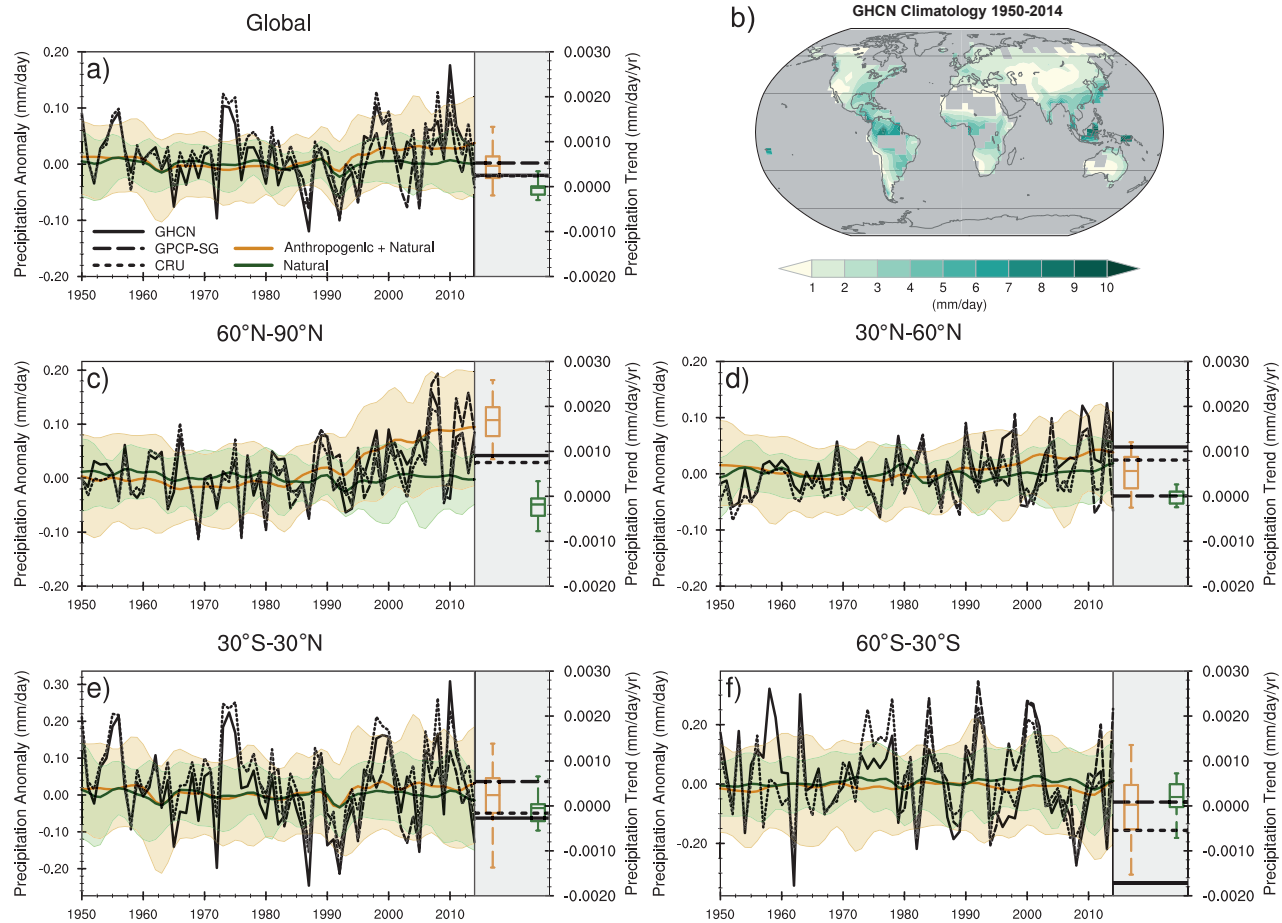 Global
a)
Precipitation Anomaly (mm/day)
0.20
0.10
0.00
-0.10
-0.20
GHCN
GPCP-SG
CRU
Anthropogenic + Natural
Natural
1950 1960 1970 1980 1990 2000 2010
0.0030
0.0020
0.0010
0.0000
-0.0010
-0.0020
Precipitation Trend (mm/day/yr)
b)
GHCN Climatology 1950-2014
1 2 3 4 5 6 7 8 9 10
(mm/day)
60°N-90°N
c)
Precipitation Anomaly (mm/day)
0.20
0.10
0.00
-0.10
-0.20
1950 1960 1970 1980 1990 2000 2010
0.0030
0.0020
0.0010
0.0000
-0.0010
-0.0020
Precipitation Trend (mm/day/yr)
30°N-60°N
d)
Precipitation Anomaly (mm/day)
0.20
0.10
0.00
-0.10
-0.20
1950 1960 1970 1980 1990 2000 2010
0.0030
0.0020
0.0010
0.0000
-0.0010
-0.0020
Precipitation Trend (mm/day/yr)
30°S-30°N
e)
Precipitation Anomaly (mm/day)
0.30
0.20
0.10
0.00
-0.10
-0.20
1950 1960 1970 1980 1990 2000 2010
0.0030
0.0020
0.0010
0.0000
-0.0010
-0.0020
Precipitation Trend (mm/day/yr)
60°S-30°S
f)
Precipitation Anomaly (mm/day)
0.20
0.00
-0.20
1950 1960 1970 1980 1990 2000 2010
0.0030
0.0020
0.0010
0.0000
-0.0010
-0.0020
Precipitation Trend (mm/day/yr)